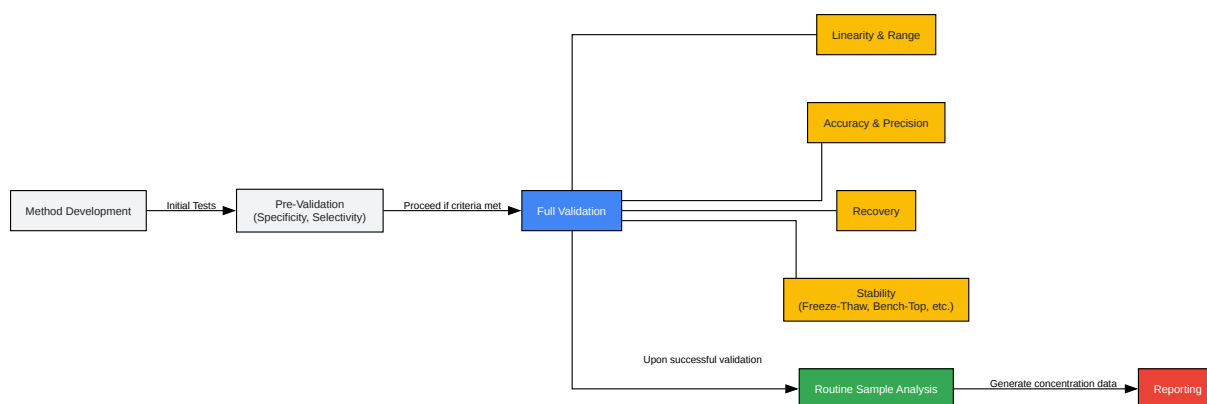 Linearity & Range
Accuracy & Precision
Method Development
Initial Tests
Pre-Validation
(Specificity, Selectivity)
Proceed if criteria met
Full Validation
Recovery
Stability
(Freeze-Thaw, Bench-Top, etc.)
Upon successful validation
Routine Sample Analysis
Generate concentration data
Reporting